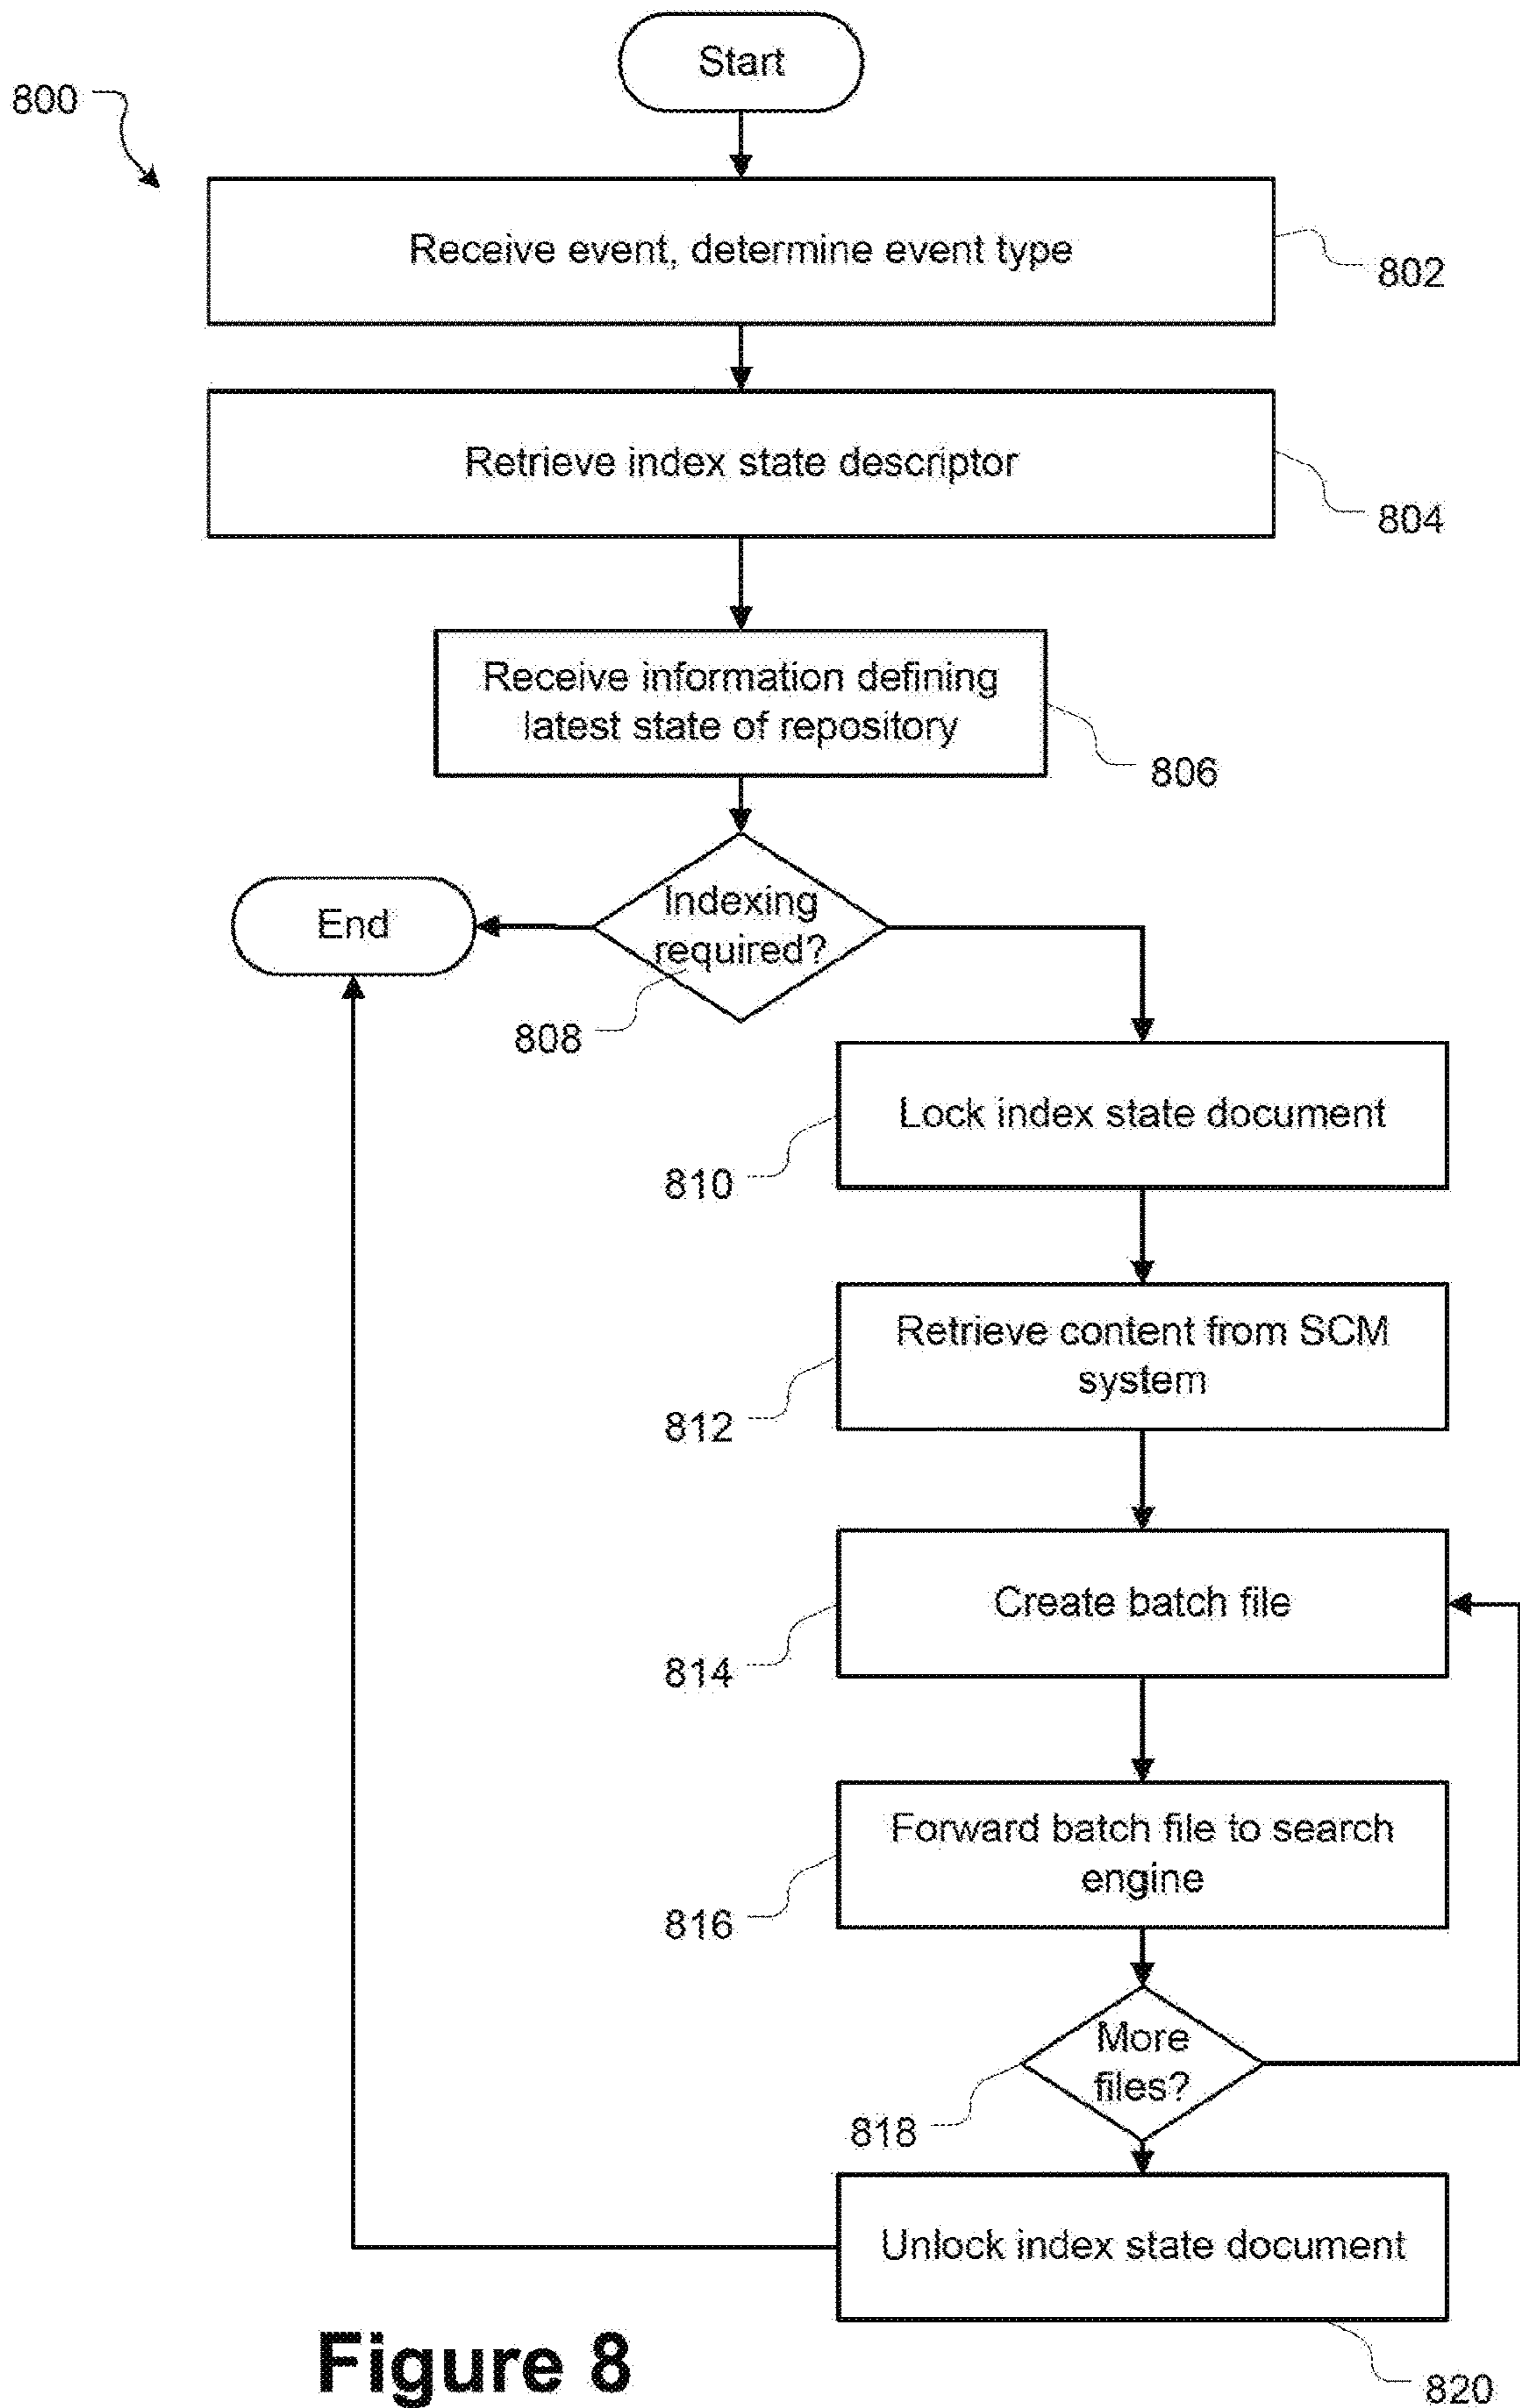 Start
800
Receive event, determine event type
802
Retrieve index state descriptor
804
Receive information defining
latest state of repository
806
Indexing
required?
End
808
Lock index state document
810
Retrieve content from SCM
system
812
Create batch file
814
Forward batch file to search
engine
816
More
files?
818
Unlock index state document
820
Figure 8